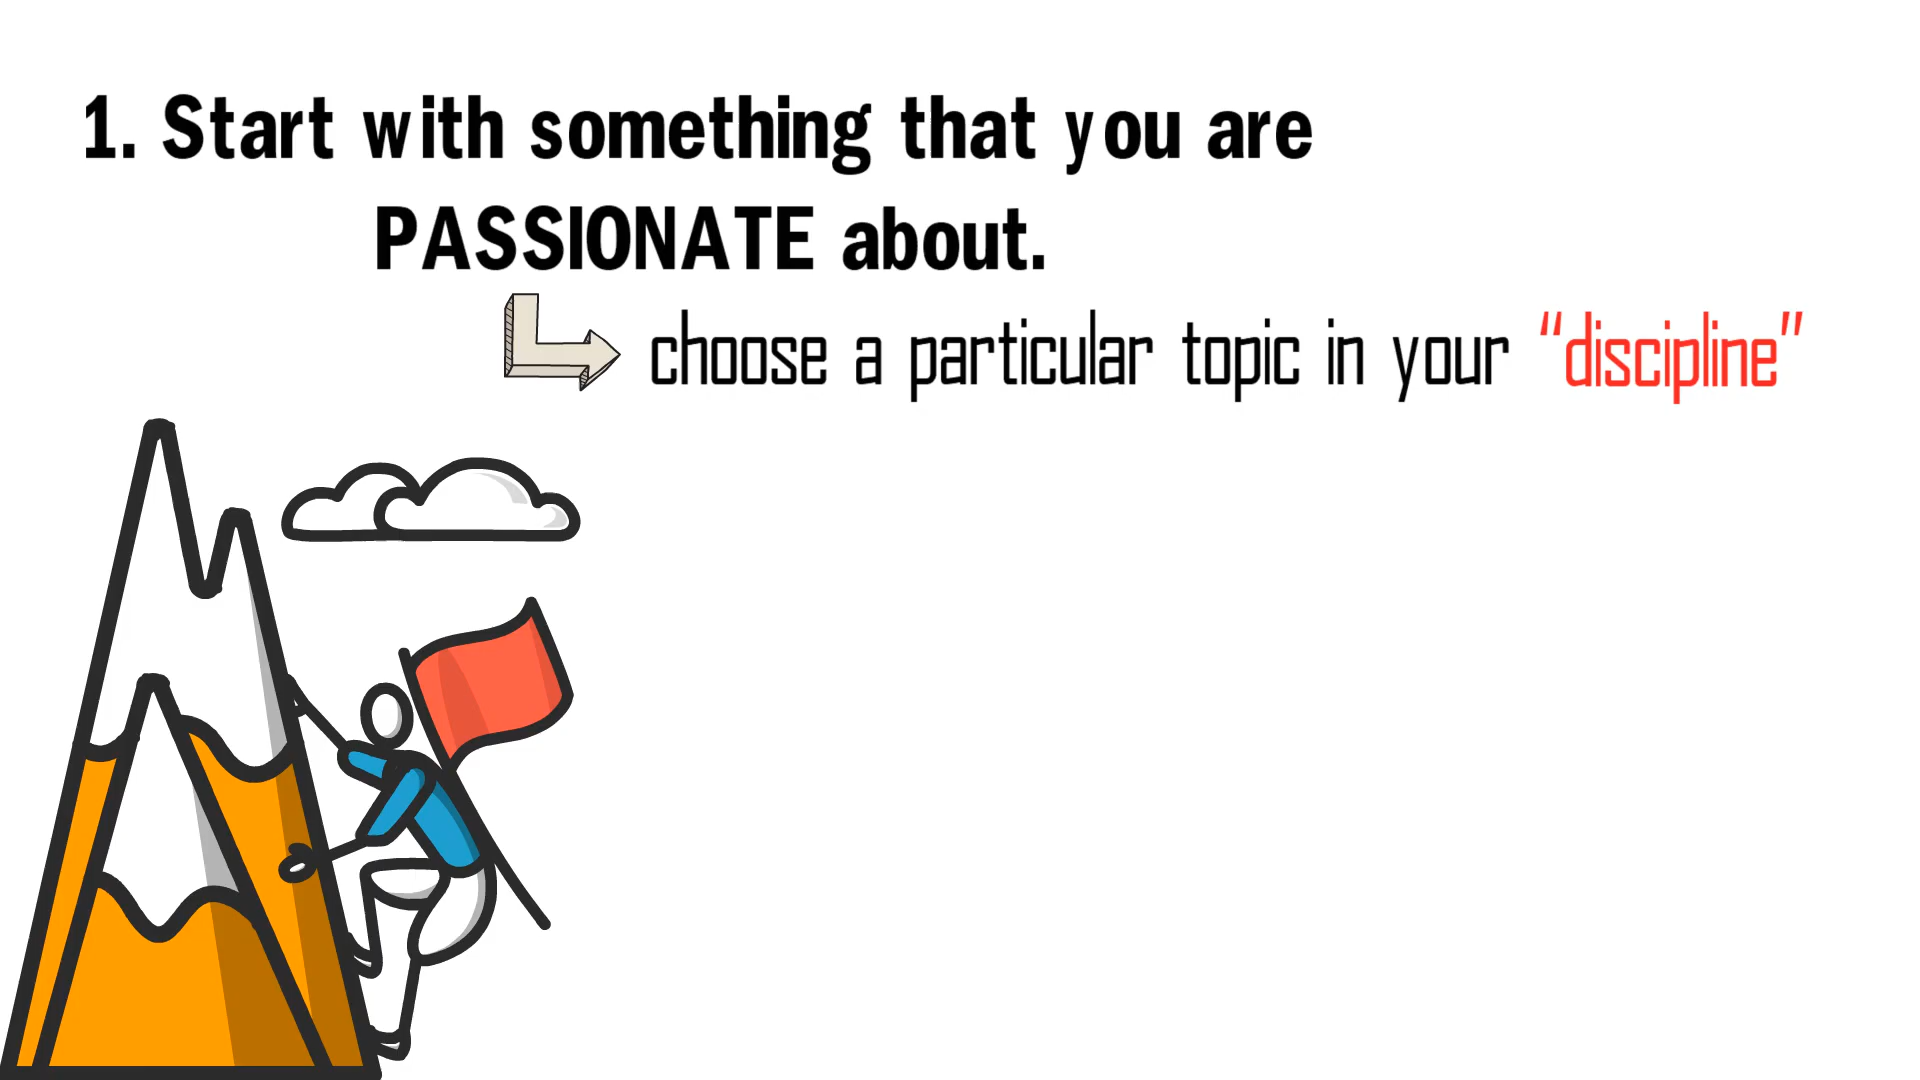 1. Start with something that you are
PASSIONATE about.
choose a particular topic in your “discipline”